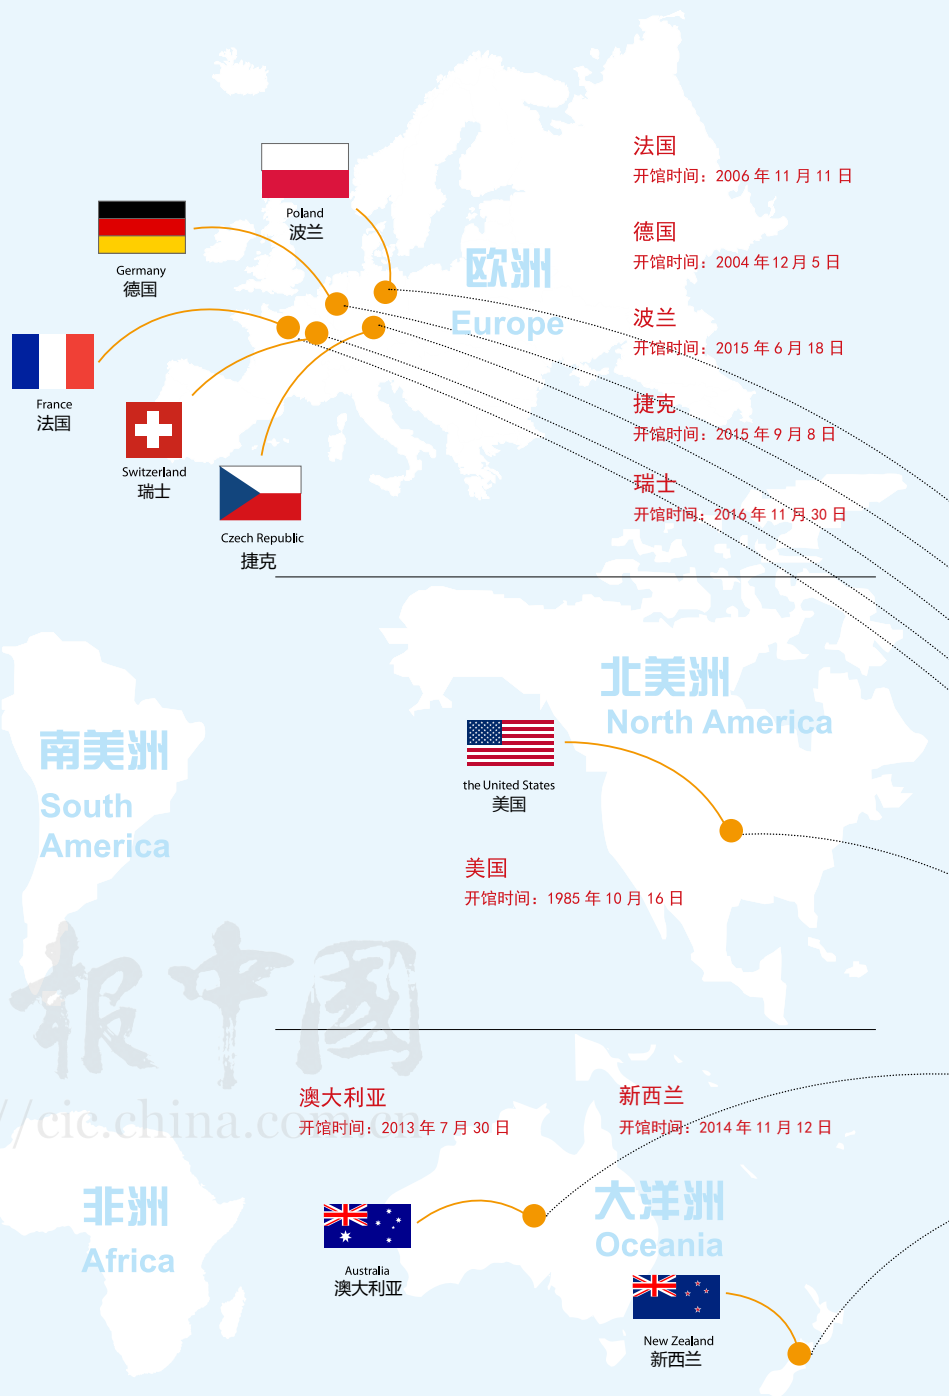 法国
开馆时间：2006 年 11 月 11 日
Poland
波兰
德国
开馆时间：2004 年 12 月 5 日
Germany
德国
欧洲
Europe
波兰
开馆时间：2015 年 6 月 18 日
France
法国
捷克
开馆时间：2015 年 9 月 8 日
Switzerland
瑞士
瑞士
开馆时间：2016 年 11 月 30 日
Czech Republic
捷克
北美洲
North America
南美洲
South
America
the United States
美国
美国
开馆时间：1985 年 10 月 16 日
報中國
//cic.china.com.cn
澳大利亚
开馆时间：2013 年 7 月 30 日
新西兰
开馆时间：2014 年 11 月 12 日
非洲
Africa
大洋洲
Oceania
Australia
澳大利亚
New Zealand
新西兰